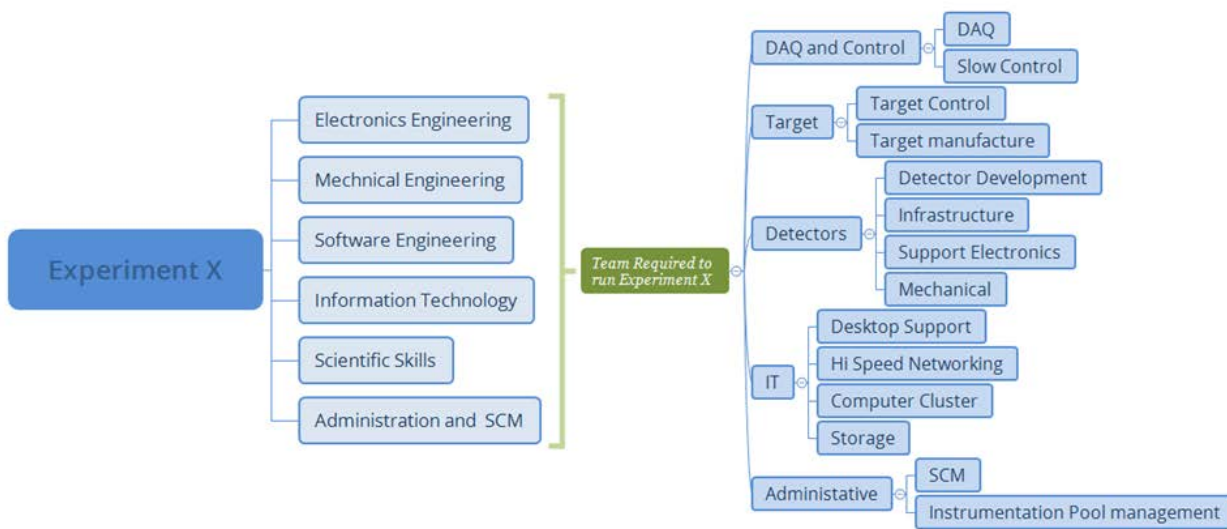 Experiment X
Electronics Engineering
Mechnical Engineering
Software Engineering
Information Technology
Scientific Skills
Administration and SCM
Team Required to
run Experiment X
DAQ and Control
DAQ
Slow Control
Target
Target Control
Target manufacture
Detectors
Detector Development
Infrastructure
Support Electronics
Mechanical
IT
Desktop Support
Hi Speed Networking
Computer Cluster
Storage
Administative
SCM
Instrumentation Pool management